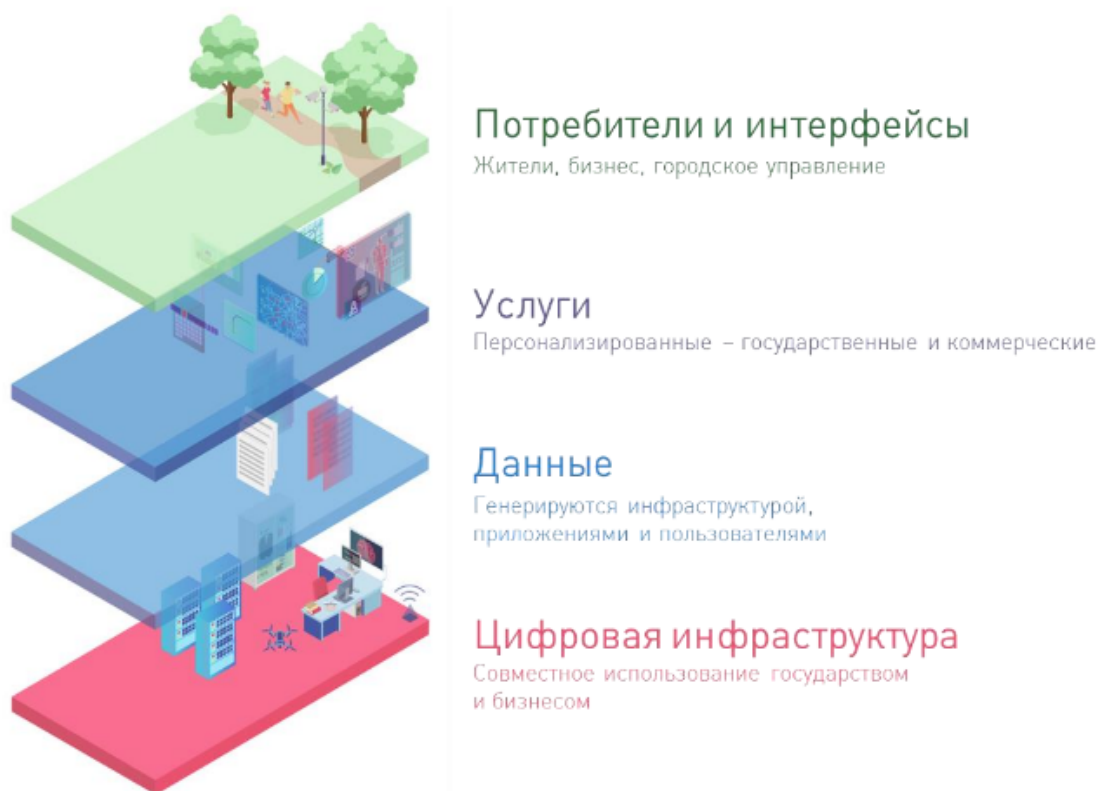 Потребители и интерфейсы
Жители, бизнес, городское управление
Услуги
Персонализированные – государственные и коммерческие
Данные
Генерируются инфраструктурой,
приложениями и пользователями
Цифровая инфраструктура
Совместное использование государством
и бизнесом